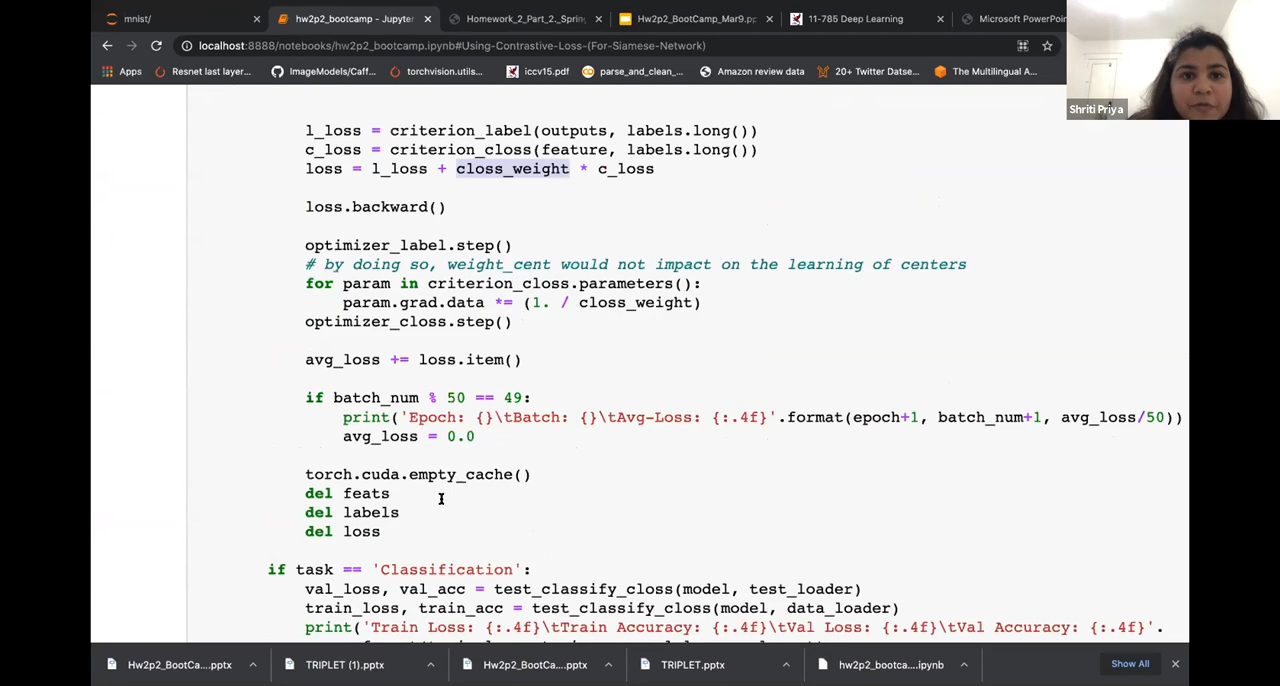 mnist/
hw2p2_bootcamp - Jupyter
Homework_2_Part_2._Spring
Hw2p2_BootCamp_Mar9.pp
11-785 Deep Learning
Microsoft PowerPoin
localhost:8888/notebooks/hw2p2_bootcamp.ipynb#Using-Contrastive-Loss-(For-Siamese-Network)
Apps
Resnet last layer...
ImageModels/Caff...
torchvision.utils...
iccv15.pdf
parse_and_clean_...
Amazon review data
20+ Twitter Datse...
The Multilingual A...
Shriti Priya
l_loss = criterion_label(outputs, labels.long())
c_loss = criterion_closs(feature, labels.long())
loss = l_loss + closs_weight * c_loss
loss.backward()
optimizer_label.step()
# by doing so, weight_cent would not impact on the learning of centers
for param in criterion_closs.parameters():
param.grad.data *= (1. / closs_weight)
optimizer_closs.step()
avg_loss += loss.item()
if batch_num % 50 == 49:
print('Epoch: {}\tBatch: {}\tAvg-Loss: {:.4f}'.format(epoch+1, batch_num+1, avg_loss/50))
avg_loss = 0.0
torch.cuda.empty_cache()
del feats
del labels
del loss
if task == 'Classification':
val_loss, val_acc = test_classify_closs(model, test_loader)
train_loss, train_acc = test_classify_closs(model, data_loader)
print('Train Loss: {:.4f}\tTrain Accuracy: {:.4f}\tVal Loss: {:.4f}\tVal Accuracy: {:.4f}'.
Hw2p2_BootCa....pptx
TRIPLET (1).pptx
Hw2p2_BootCa....pptx
TRIPLET.pptx
hw2p2_bootca....ipynb
Show All